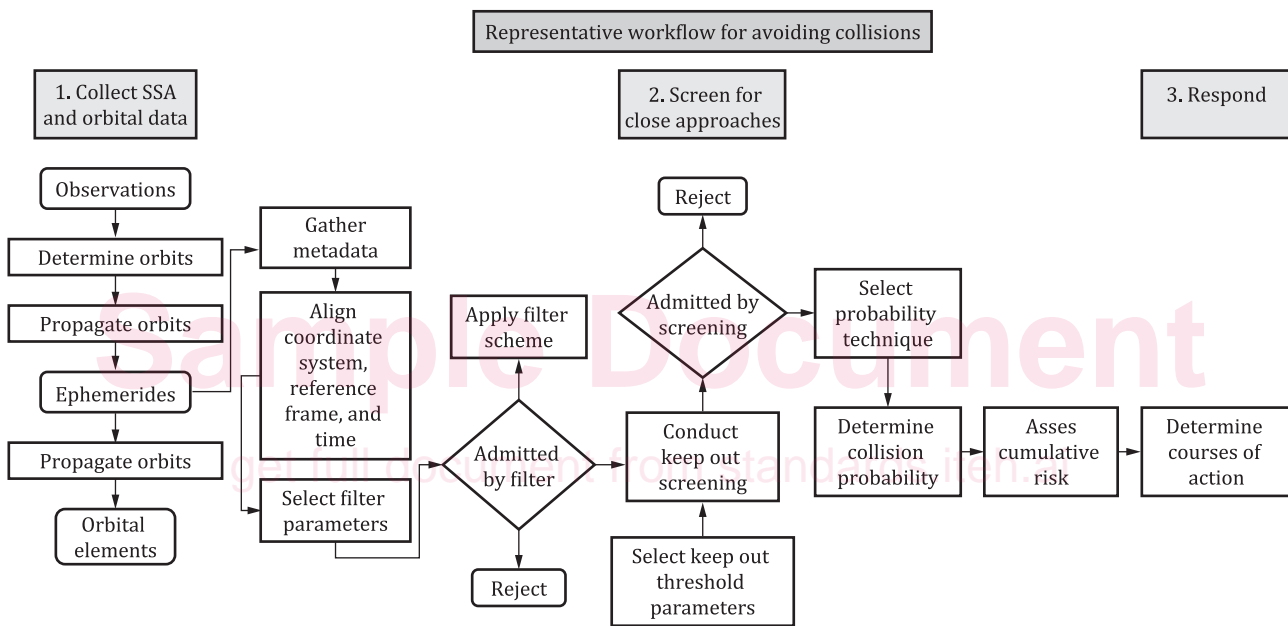 Representative workflow for avoiding collisions
1. Collect SSA
and orbital data
2. Screen for
close approaches
3. Respond
Observations
Determine orbits
Propagate orbits
Ephemerides
Propagate orbits
Orbital
elements
Gather
metadata
Align
coordinate
system,
reference
frame, and
time
Select filter
parameters
Apply filter
scheme
Admitted
by filter
Reject
Reject
Admitted by
screening
Conduct
keep out
screening
Select keep out
threshold
parameters
Select
probability
technique
Determine
collision
probability
Asses
cumulative
risk
Determine
courses of
action
Sample Document
get full document from standards.iteh.ai